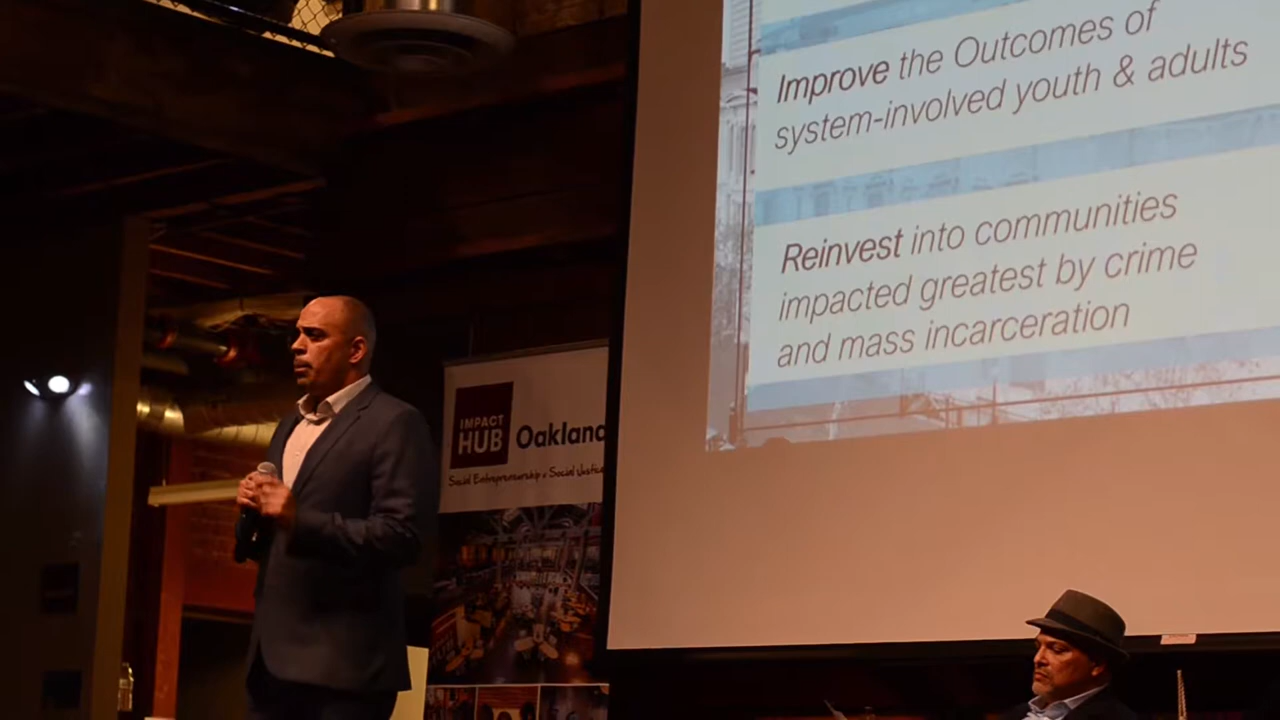 Improve the Outcomes of
system-involved youth & adults
Reinvest into communities
impacted greatest by crime
and mass incarceration
IMPACT
HUB
Oakland
Social Entrepreneurship & Social Justice